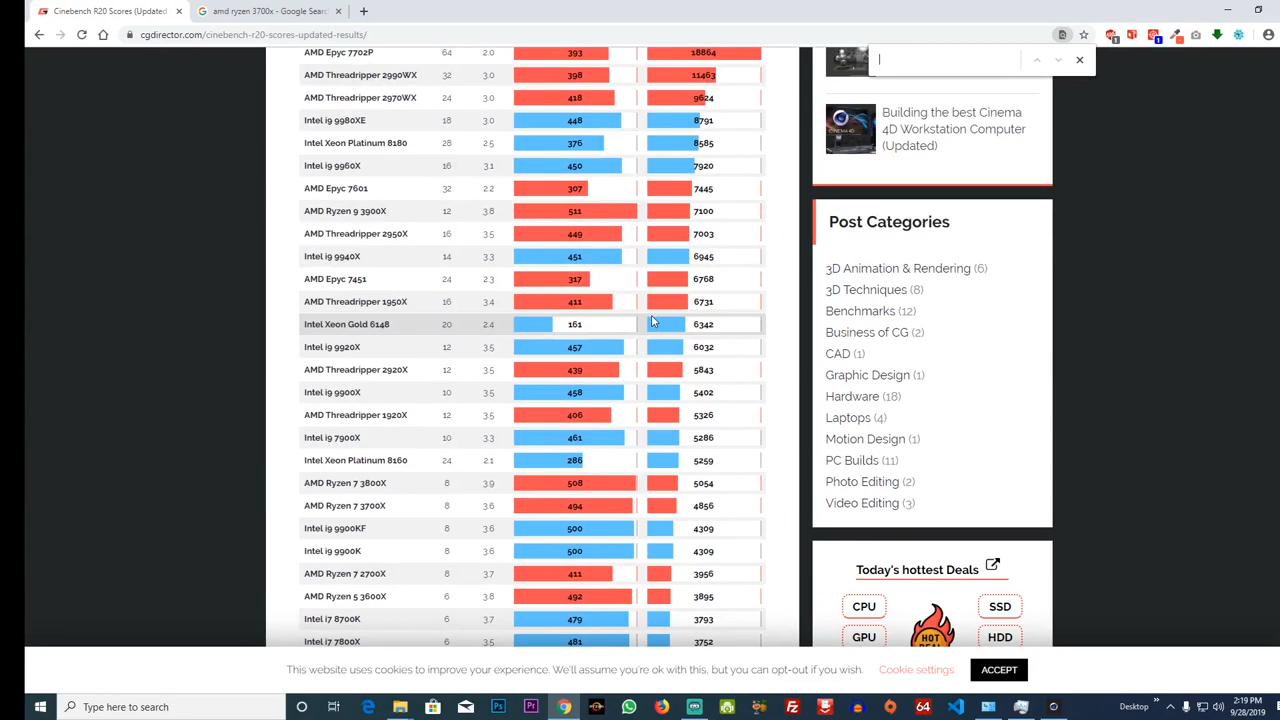 Cinebench R20 Scores (Updated
amd ryzen 3700x - Google Searc
cgdirector.com/cinebench-r20-scores-updated-results/
AMD Epyc 7702P 64 2.0 393 18864
AMD Threadripper 2990WX 32 3.0 398 11463
AMD Threadripper 2970WX 24 3.0 418 9624
Intel i9 9980XE 18 3.0 448 8791
Intel Xeon Platinum 8180 28 2.5 376 8585
Intel i9 9960X 16 3.1 450 7920
AMD Epyc 7601 32 2.2 307 7445
AMD Ryzen 9 3900X 12 3.8 511 7100
AMD Threadripper 2950X 16 3.5 449 7003
Intel i9 9940X 14 3.3 451 6945
AMD Epyc 7451 24 2.3 317 6768
AMD Threadripper 1950X 16 3.4 411 6731
Intel Xeon Gold 6148 20 2.4 161 6342
Intel i9 9920X 12 3.5 457 6032
AMD Threadripper 2920X 12 3.5 439 5843
Intel i9 9900X 10 3.5 458 5402
AMD Threadripper 1920X 12 3.5 406 5326
Intel i9 7900X 10 3.3 461 5286
Intel Xeon Platinum 8160 24 2.1 286 5259
AMD Ryzen 7 3800X 8 3.9 508 5054
AMD Ryzen 7 3700X 8 3.6 494 4856
Intel i9 9900KF 8 3.6 500 4309
Intel i9 9900K 8 3.6 500 4309
AMD Ryzen 7 2700X 8 3.7 411 3956
AMD Ryzen 5 3600X 6 3.8 492 3895
Intel i7 8700K 6 3.7 479 3793
Intel i7 7800X 6 3.5 481 3752
Building the best Cinema
4D Workstation Computer
(Updated)
Post Categories
3D Animation & Rendering (6)
3D Techniques (8)
Benchmarks (12)
Business of CG (2)
CAD (1)
Graphic Design (1)
Hardware (18)
Laptops (4)
Motion Design (1)
PC Builds (11)
Photo Editing (2)
Video Editing (3)
Today's hottest Deals
CPU
SSD
GPU
HDD
HOT
This website uses cookies to improve your experience. We'll assume you're ok with this, but you can opt-out if you wish. Cookie settings ACCEPT
Type here to search
Desktop
2:19 PM
9/28/2019